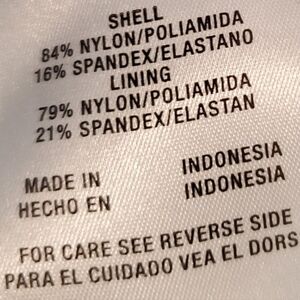 SHELL
84% NYLON/POLIAMIDA
16% SPANDEX/ELASTANO
LINING
79% NYLON/POLIAMIDA
21% SPANDEX/ELASTAN
MADE IN INDONESIA
HECHO EN INDONESIA
FOR CARE SEE REVERSE SIDE
PARA EL CUIDADO VEA EL DORS